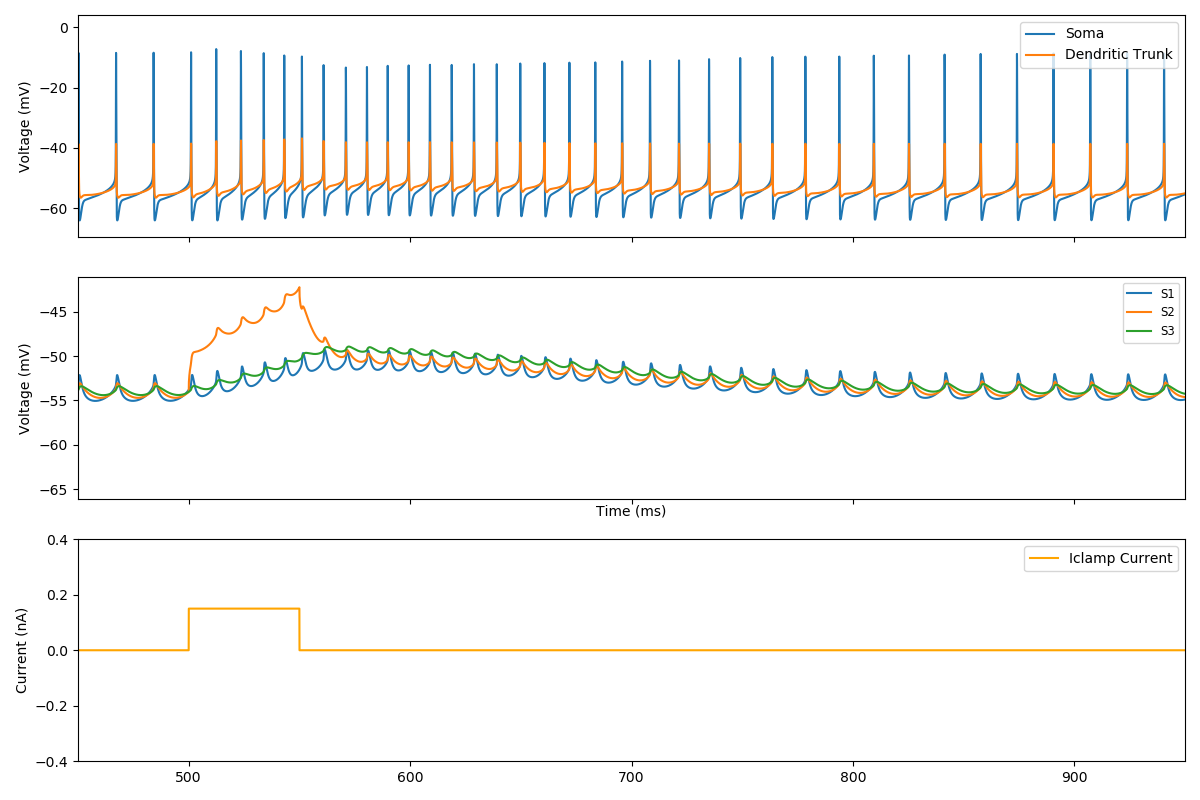 0
−20
−40
−60
Voltage (mV)
Soma
Dendritic Trunk
−45
−50
−55
−60
−65
Voltage (mV)
S1
S2
S3
Time (ms)
0.4
0.2
0.0
−0.2
−0.4
Current (nA)
Iclamp Current
500
600
700
800
900